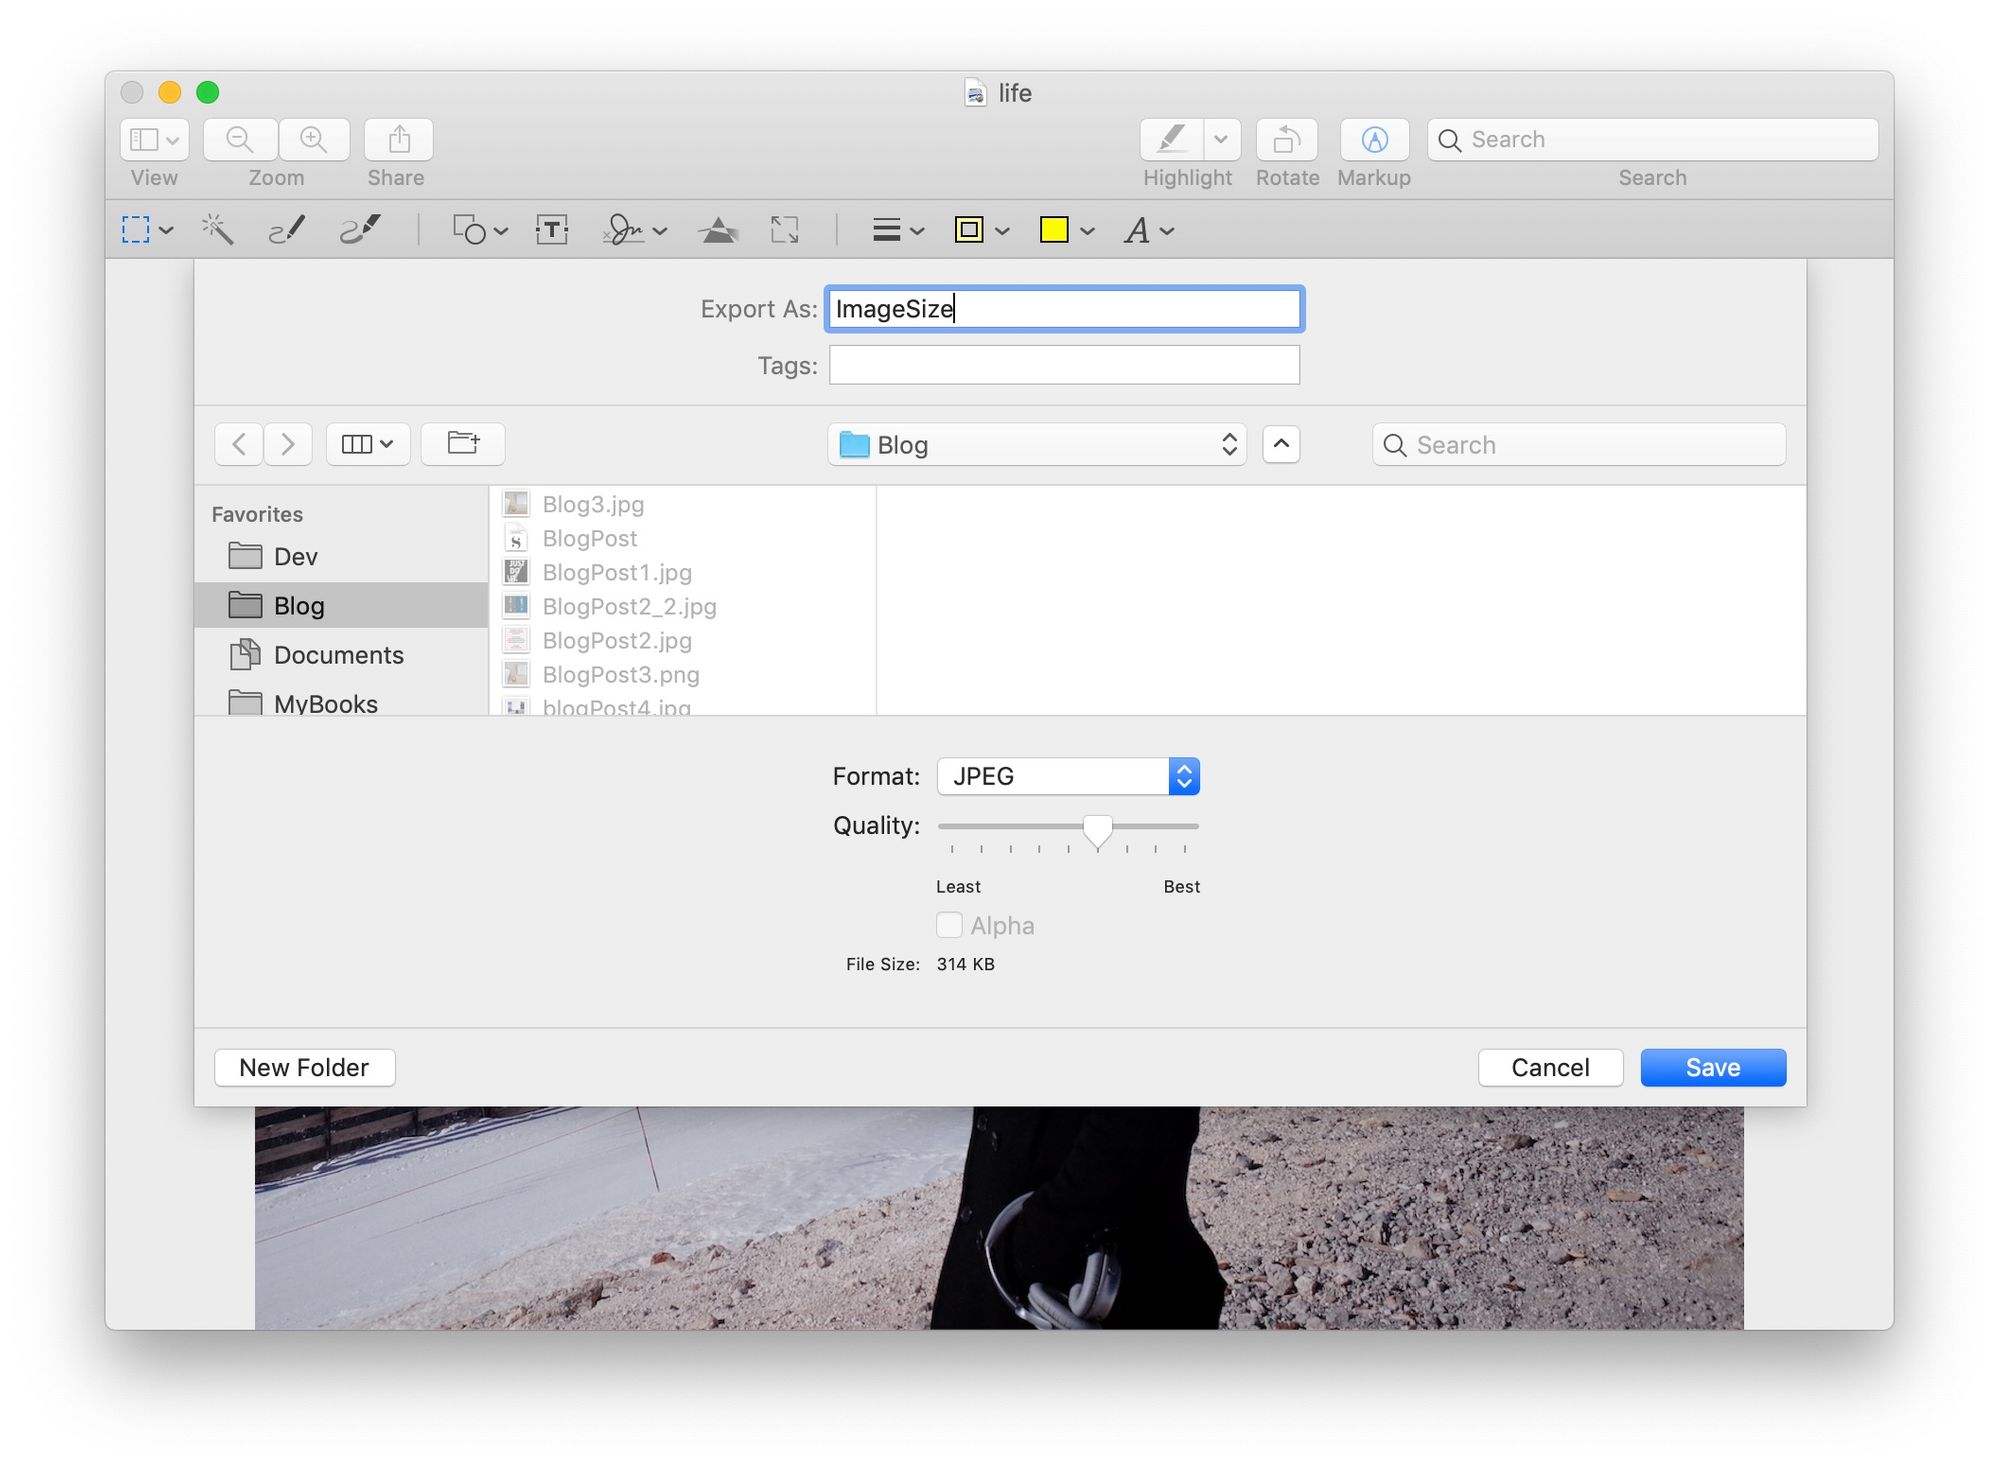 life
Search
View
Zoom
Share
Highlight
Rotate
Markup
Search
T
A
Export As: ImageSize
Tags:
Blog
Search
Favorites
Dev
Blog
Documents
MyBooks
Blog3.jpg
BlogPost
BlogPost1.jpg
BlogPost2_2.jpg
BlogPost2.jpg
BlogPost3.png
blogPost4.jpg
Format: JPEG
Quality:
Least Best
Alpha
File Size: 314 KB
New Folder
Cancel
Save